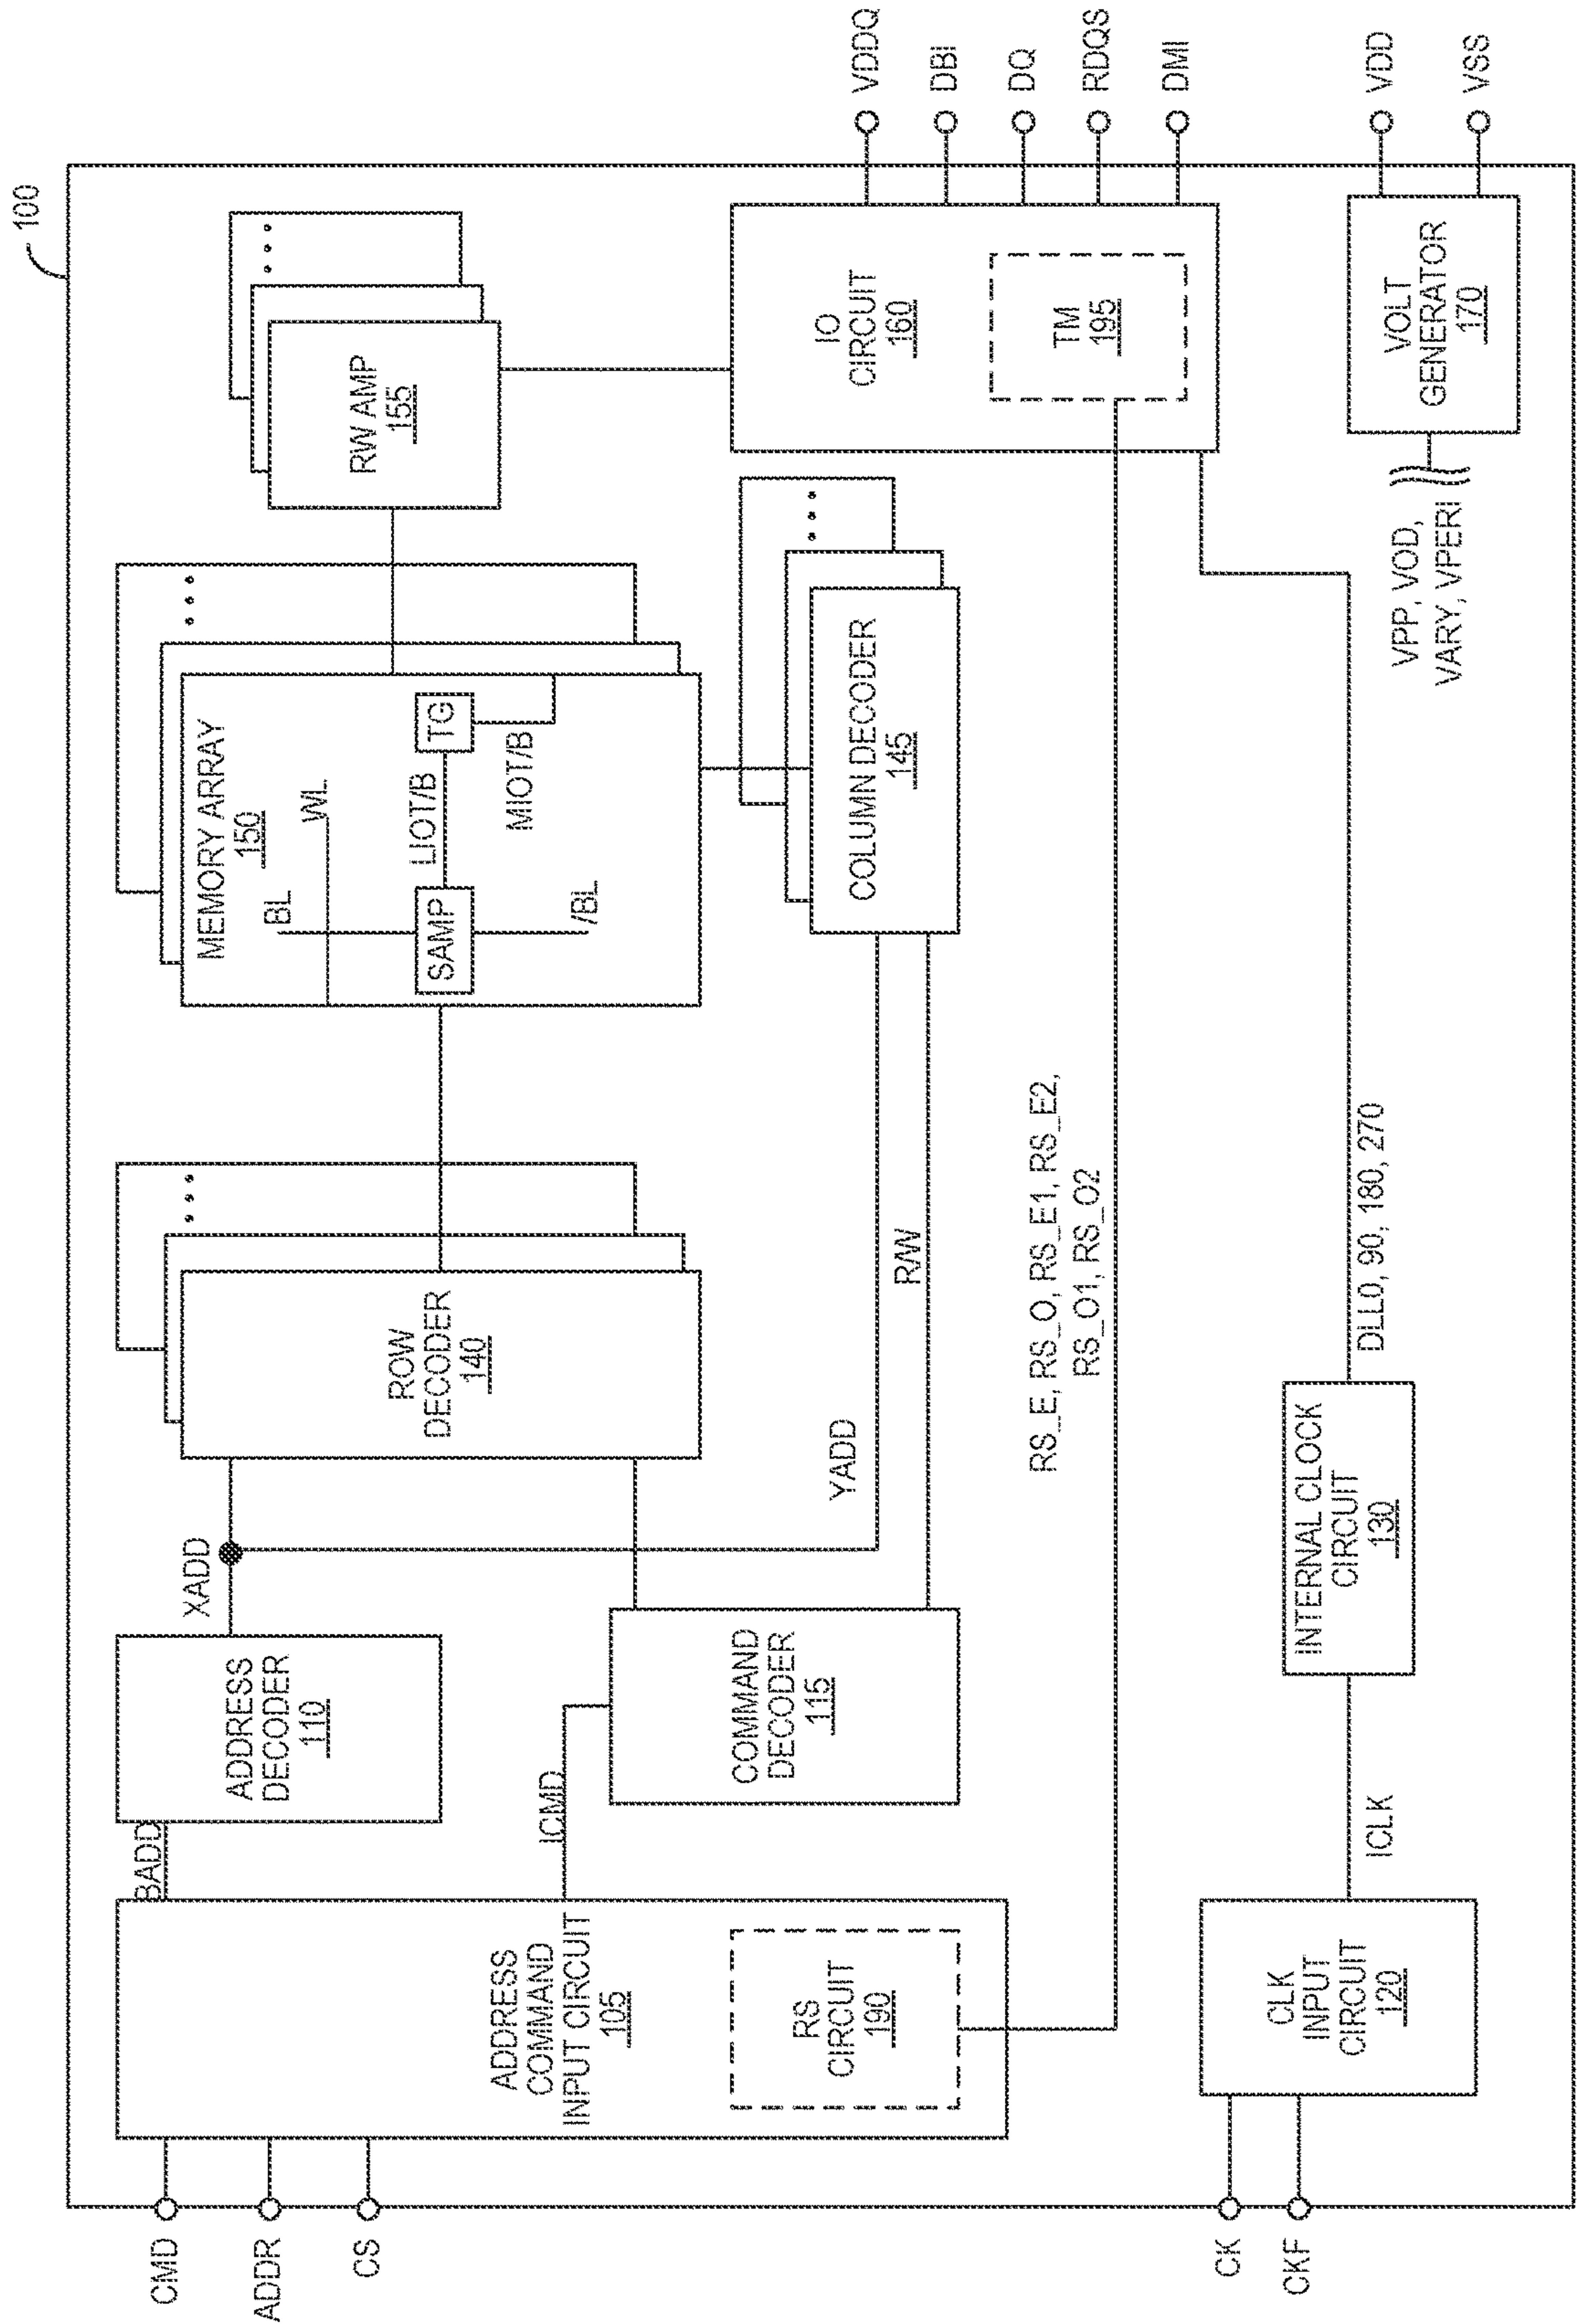 100
CMD
ADDR
CS
CK
CKF
ADDRESS
COMMAND
INPUT CIRCUIT
105
RS
CIRCUIT
190
BADD
ICMD
ADDRESS
DECODER
110
COMMAND
DECODER
115
XADD
YADD
R/W
ROW
DECODER
140
MEMORY ARRAY
150
BL
WL
SAMP
/BL
LIOT/B
TG
MIOT/B
COLUMN DECODER
145
RW AMP
155
IO
CIRCUIT
160
TM
195
VDDQ
DBI
DQ
RDQS
DMI
VDD
VSS
RS_E, RS_O, RS_E1, RS_E2,
RS_O1, RS_O2
CLK
INPUT
CIRCUIT
120
ICLK
INTERNAL CLOCK
CIRCUIT
130
DLL0, 90, 180, 270
VPP, VOD,
VARY, VPERI
VOLT
GENERATOR
170